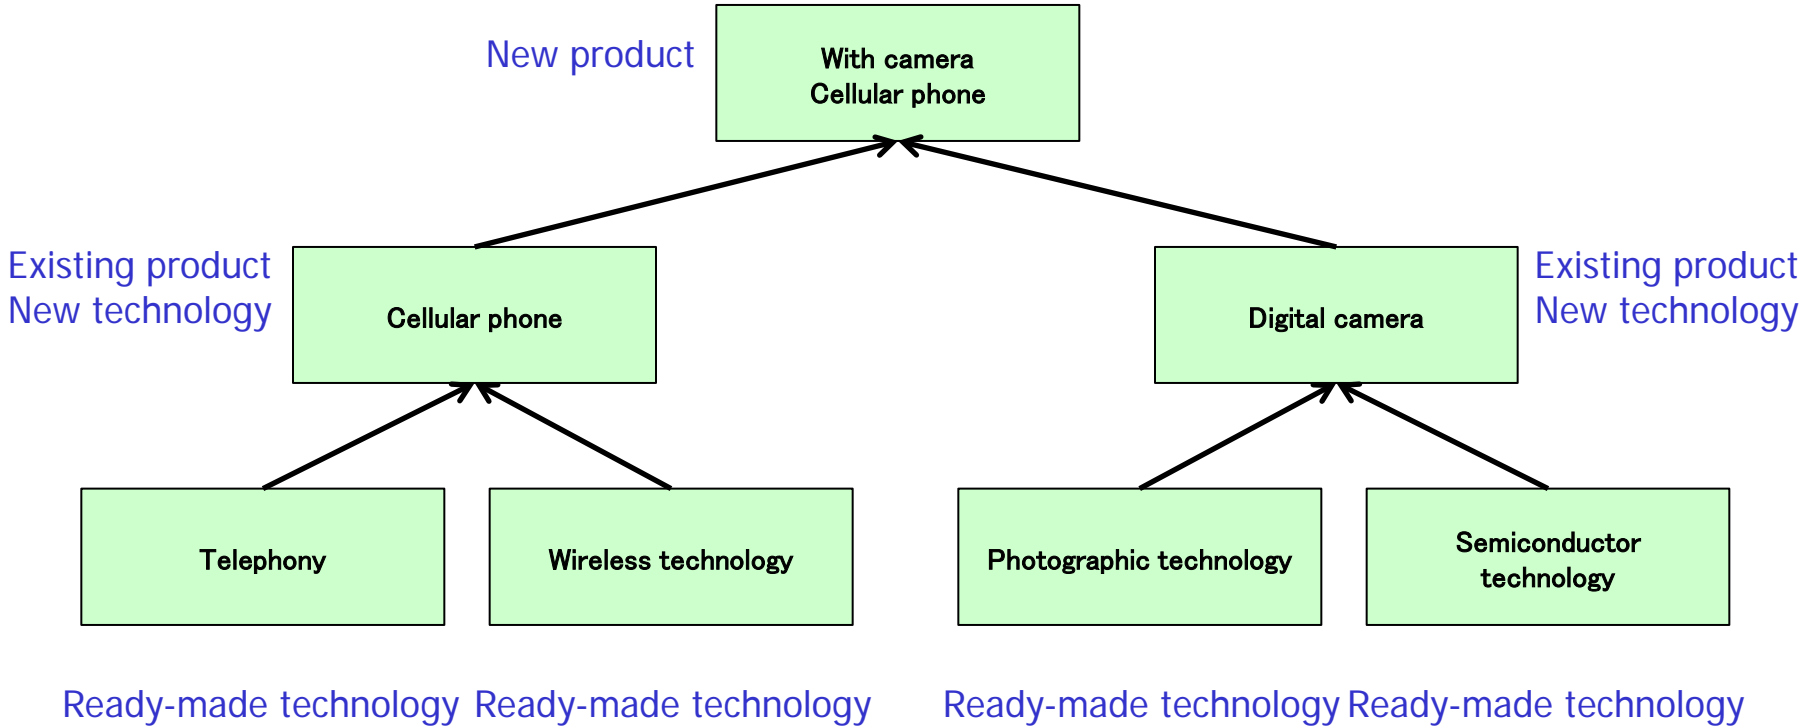 New product
With camera
Cellular phone
Existing product
New technology
Cellular phone
Digital camera
Existing product
New technology
Telephony
Wireless technology
Photographic technology
Semiconductor
technology
Ready-made technology
Ready-made technology
Ready-made technology
Ready-made technology